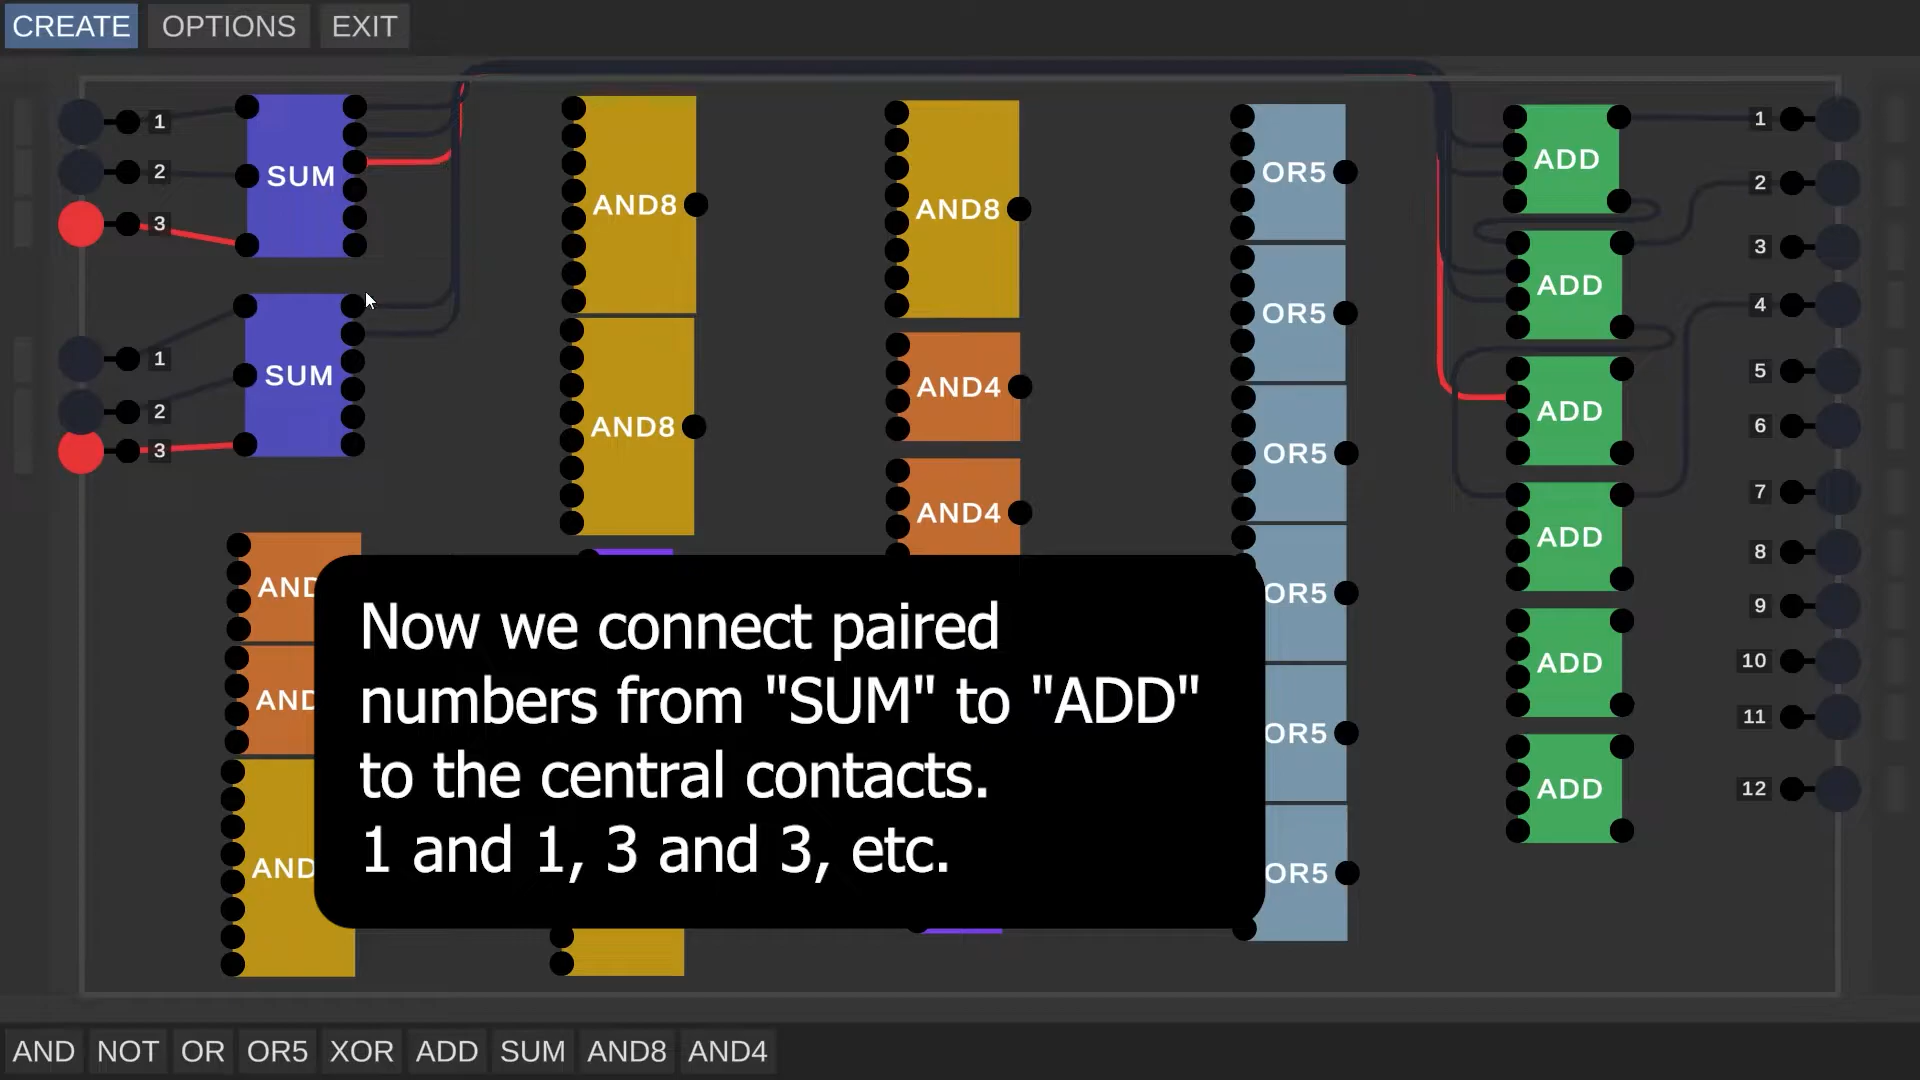 CREATE OPTIONS EXIT
1
2
3
SUM
1
2
3
SUM
AND8
AND8
AND8
AND4
AND4
OR5
OR5
OR5
OR5
OR5
OR5
ADD
ADD
ADD
ADD
ADD
ADD
1
2
3
4
5
6
7
8
9
10
11
12
AND
AND
AND
Now we connect paired
numbers from "SUM" to "ADD"
to the central contacts.
1 and 1, 3 and 3, etc.
AND NOT OR OR5 XOR ADD SUM AND8 AND4